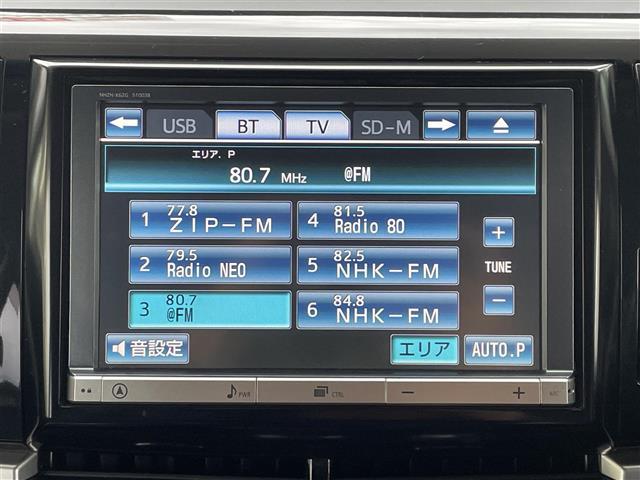 NHZN-X62G 510038
USB BT TV SD-M
エリア. P
80.7 MHz @FM
1 77.8 ZIP-FM
4 81.5 Radio 80
2 79.5 Radio NEO
5 82.5 NHK-FM
3 80.7 @FM
6 84.8 NHK-FM
+
TUNE
-
音設定
エリア
AUTO.P
PWR
CTRL
- +